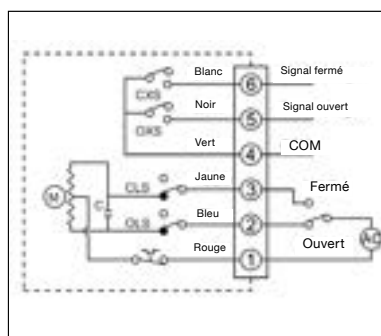 Blanc 6 Signal fermé
CXS
Noir 5 Signal ouvert
OXS
Vert 4 COM
Jaune 3 Fermé
CLS
M C
Bleu 2
OLS
Ouvert AC
Rouge 1